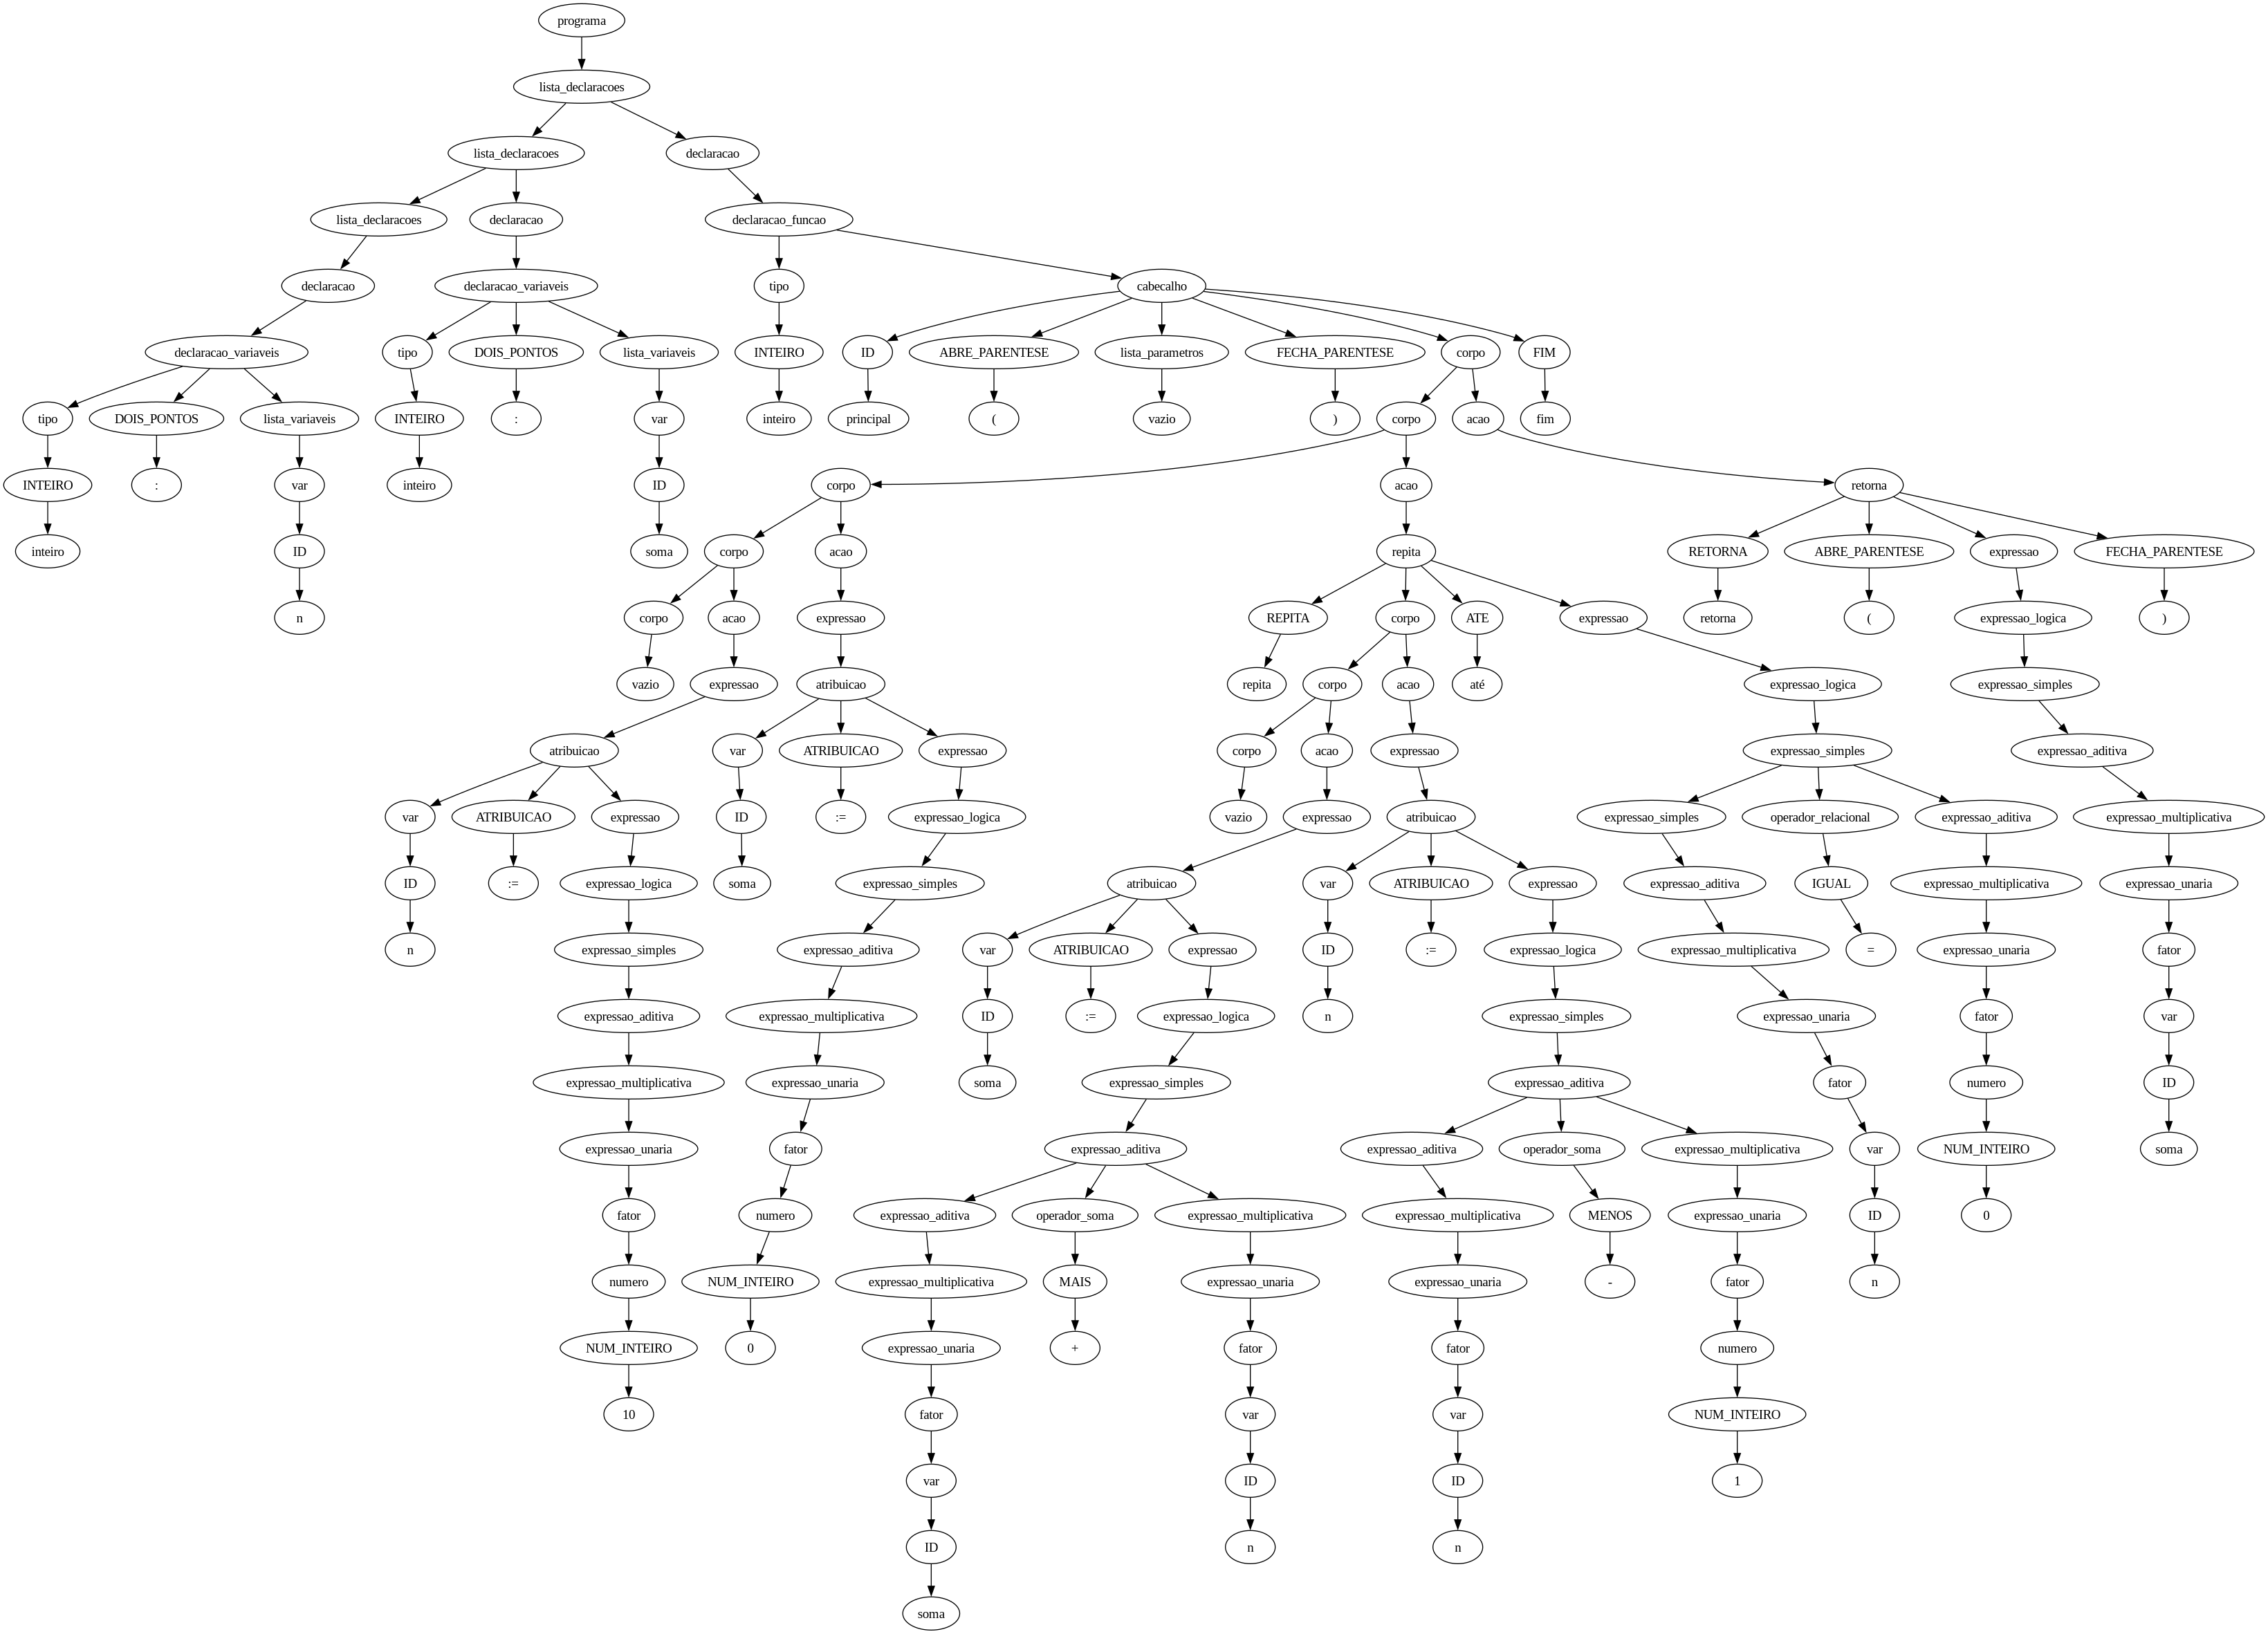 programa
lista_declaracoes
lista_declaracoes declaracao
lista_declaracoes declaracao declaracao_funcao
declaracao declaracao_variaveis tipo cabecalho
declaracao_variaveis tipo DOIS_PONTOS lista_variaveis INTEIRO ID ABRE_PARENTESE lista_parametros FECHA_PARENTESE corpo FIM
tipo DOIS_PONTOS lista_variaveis INTEIRO : var inteiro principal ( vazio ) corpo acao fim
INTEIRO : var inteiro ID corpo acao retorna
inteiro ID soma corpo acao repita RETORNA ABRE_PARENTESE expressao FECHA_PARENTESE
n corpo acao expressao REPITA corpo ATE expressao retorna ( expressao_logica )
vazio expressao atribuicao repita corpo acao até expressao_logica expressao_simples
atribuicao var ATRIBUICAO expressao corpo acao expressao expressao_simples expressao_aditiva
var ATRIBUICAO expressao ID := expressao_logica vazio expressao atribuicao expressao_simples operador_relacional expressao_aditiva expressao_multiplicativa
ID := expressao_logica soma expressao_simples atribuicao var ATRIBUICAO expressao expressao_aditiva IGUAL expressao_multiplicativa expressao_unaria
n expressao_simples expressao_aditiva var ATRIBUICAO expressao ID := expressao_logica expressao_multiplicativa = expressao_unaria fator
expressao_aditiva expressao_multiplicativa ID := expressao_logica n expressao_simples expressao_unaria fator var
expressao_multiplicativa expressao_unaria soma expressao_simples expressao_aditiva fator numero ID
expressao_unaria fator expressao_aditiva expressao_aditiva operador_soma expressao_multiplicativa var NUM_INTEIRO soma
fator numero expressao_aditiva operador_soma expressao_multiplicativa expressao_multiplicativa MENOS expressao_unaria ID 0
numero NUM_INTEIRO expressao_multiplicativa MAIS expressao_unaria expressao_unaria - fator n
NUM_INTEIRO 0 expressao_unaria + fator fator numero
10 fator var var NUM_INTEIRO
var ID ID 1
ID n n
soma